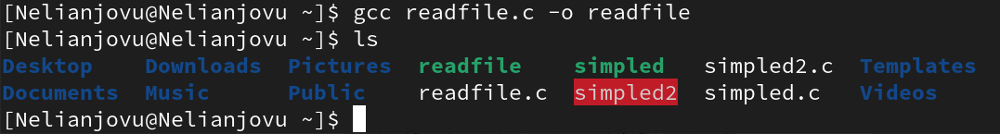 [Nelianjovu@Nelianjovu ~]$ gcc readfile.c -o readfile
[Nelianjovu@Nelianjovu ~]$ ls
Desktop Downloads Pictures readfile simpled simpled2.c Templates
Documents Music Public readfile.c simpled2 simpled.c Videos
[Nelianjovu@Nelianjovu ~]$